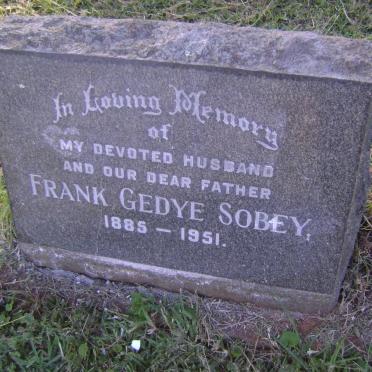 In Loving Memory
of
MY DEVOTED HUSBAND
AND OUR DEAR FATHER
FRANK GEDYE SOBEY,
1885 – 1951.